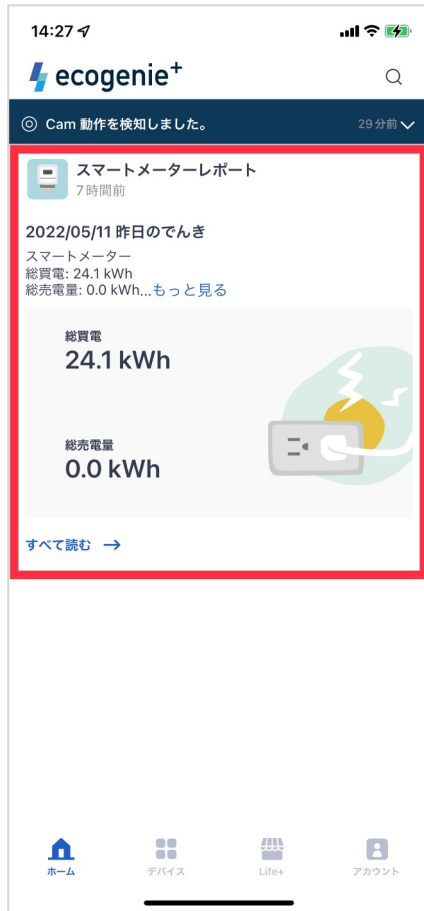 14:27
ecogenie+
Cam 動作を検知しました。 29分前
スマートメーターレポート
7時間前
2022/05/11 昨日のでんき
スマートメーター
総買電: 24.1 kWh
総売電量: 0.0 kWh...もっと見る
総買電
24.1 kWh
総売電量
0.0 kWh
すべて読む →
ホーム デバイス Life+ アカウント